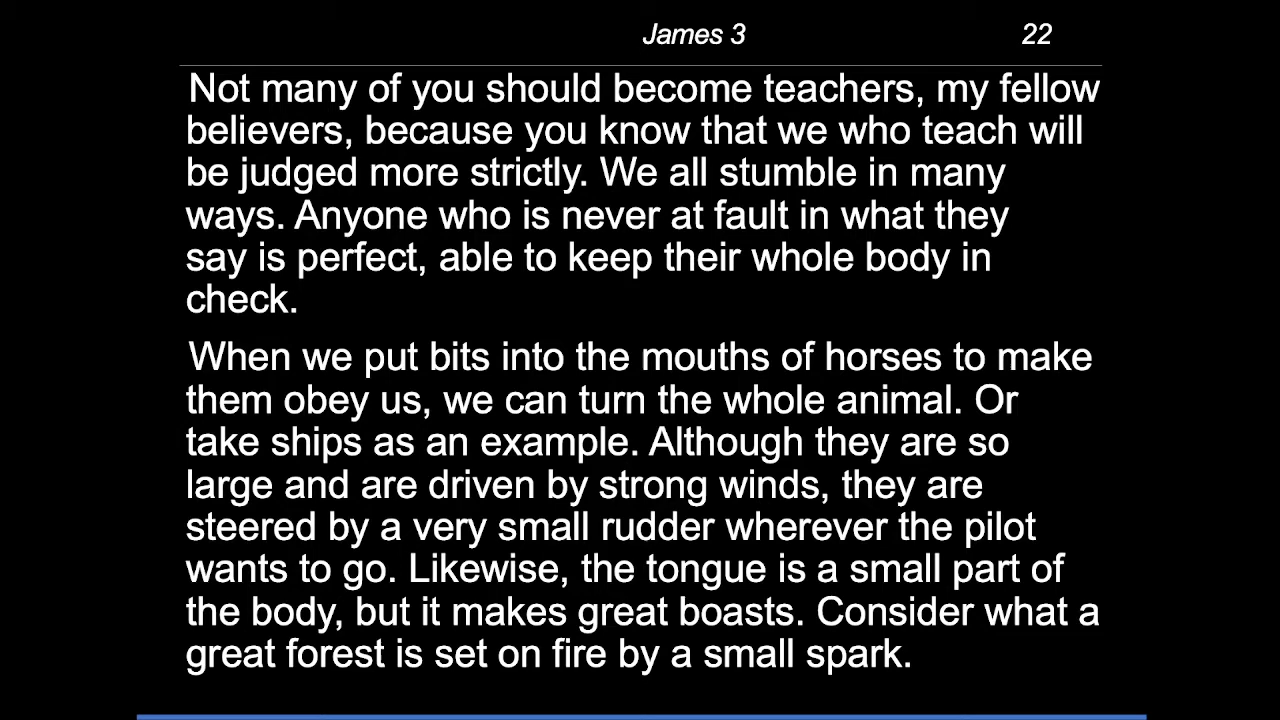 James 3 22
Not many of you should become teachers, my fellow
believers, because you know that we who teach will
be judged more strictly. We all stumble in many
ways. Anyone who is never at fault in what they
say is perfect, able to keep their whole body in
check.
When we put bits into the mouths of horses to make
them obey us, we can turn the whole animal. Or
take ships as an example. Although they are so
large and are driven by strong winds, they are
steered by a very small rudder wherever the pilot
wants to go. Likewise, the tongue is a small part of
the body, but it makes great boasts. Consider what a
great forest is set on fire by a small spark.